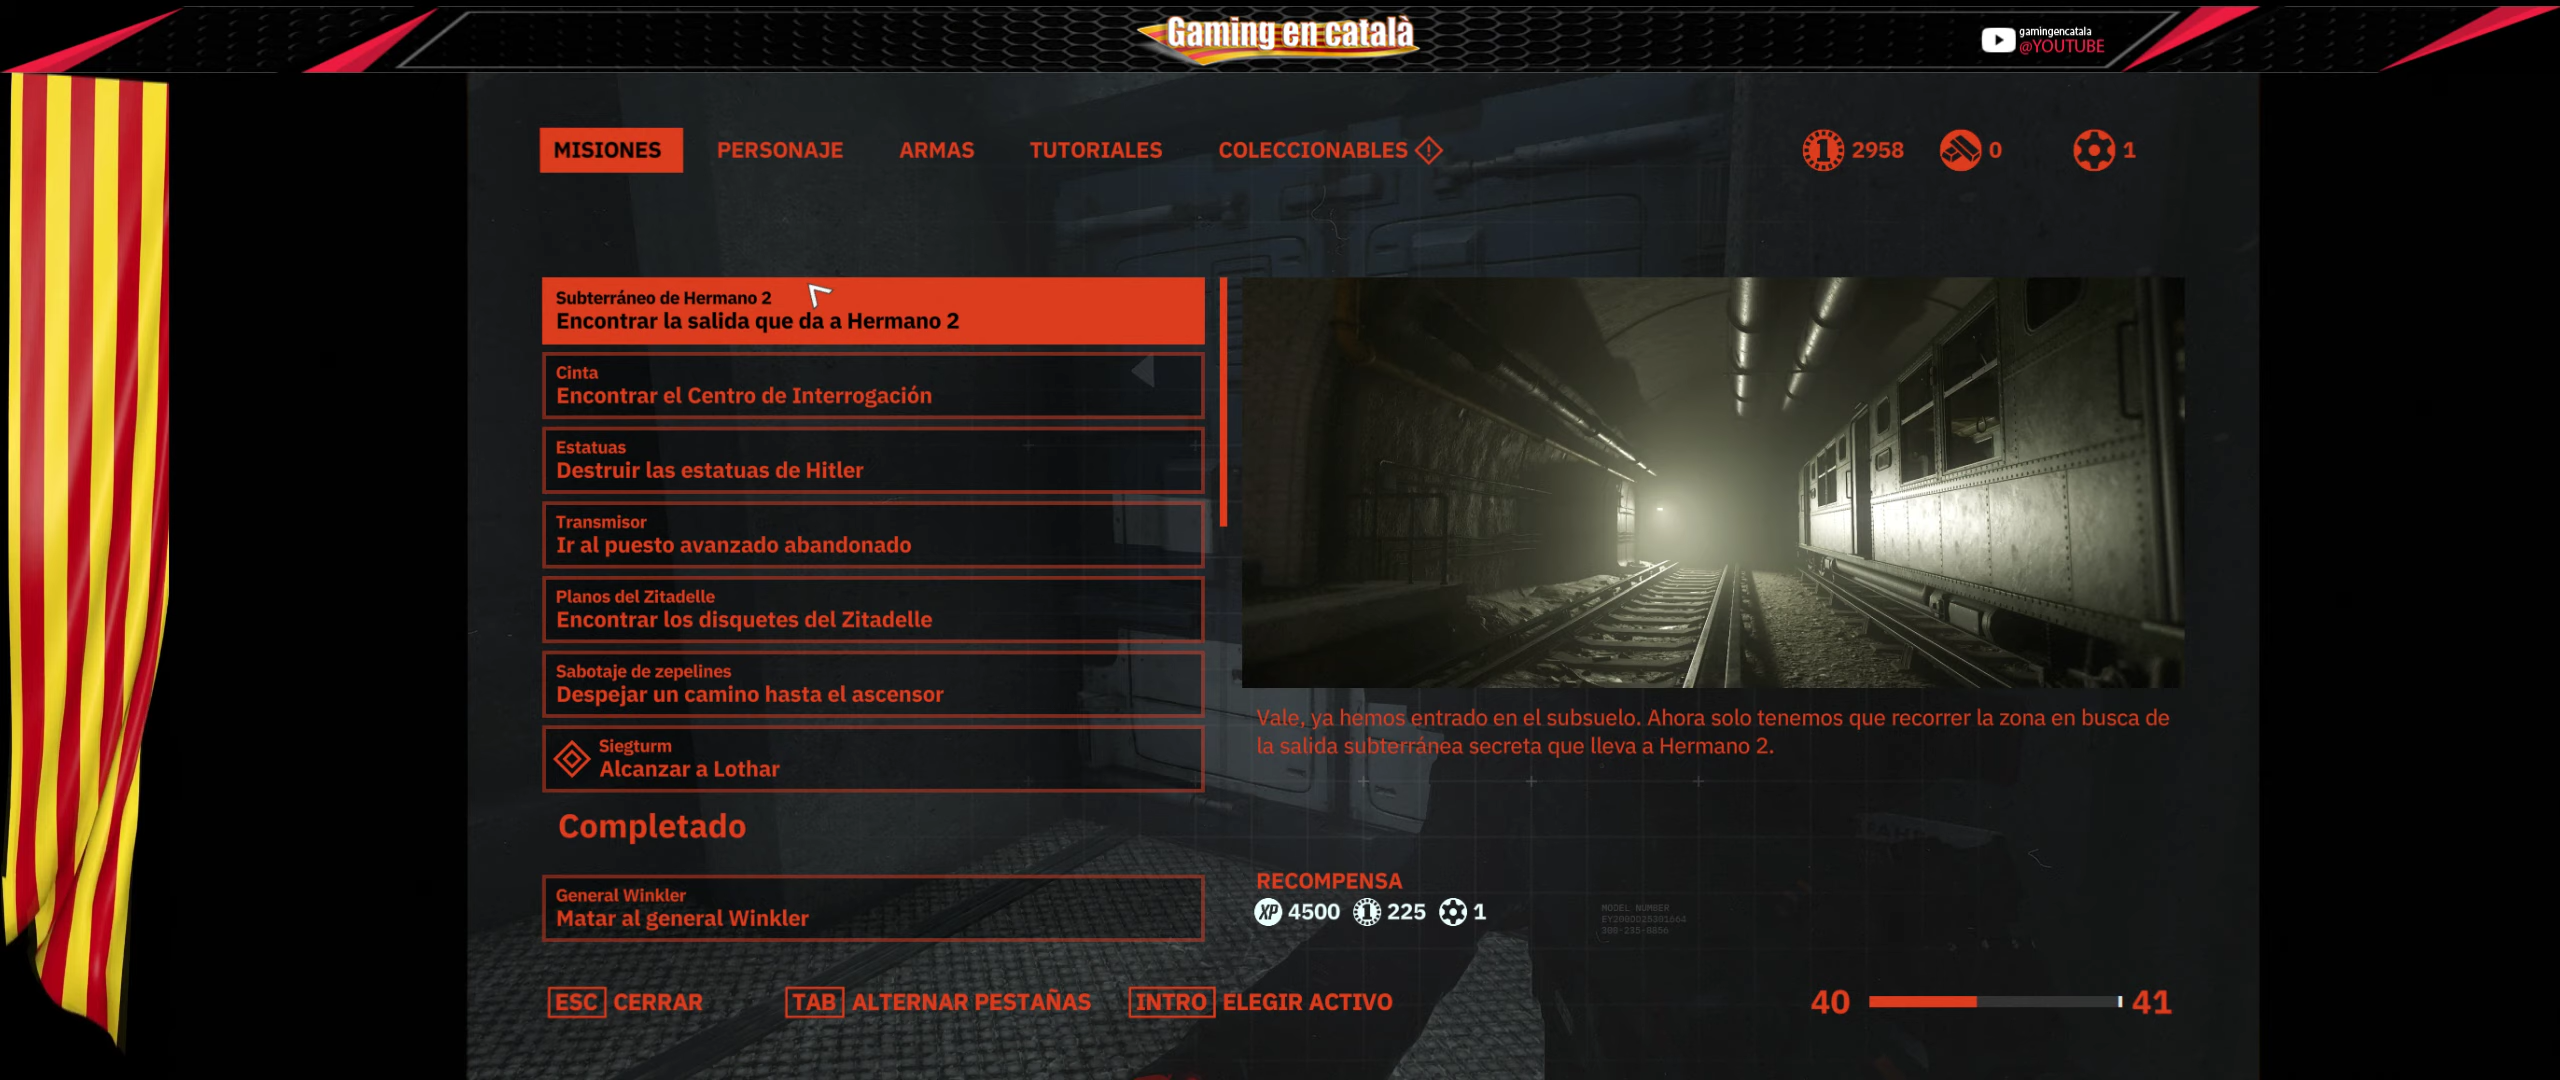 Gaming en català
gamingencatala
@YOUTUBE
MISIONES
PERSONAJE
ARMAS
TUTORIALES
COLECCIONABLES
2958
0
1
Subterráneo de Hermano 2
Encontrar la salida que da a Hermano 2
Cinta
Encontrar el Centro de Interrogación
Estatuas
Destruir las estatuas de Hitler
Transmisor
Ir al puesto avanzado abandonado
Planos del Zitadelle
Encontrar los disquetes del Zitadelle
Sabotaje de zepelines
Despejar un camino hasta el ascensor
Siegturm
Alcanzar a Lothar
Completado
General Winkler
Matar al general Winkler
Vale, ya hemos entrado en el subsuelo. Ahora solo tenemos que recorrer la zona en busca de
la salida subterránea secreta que lleva a Hermano 2.
RECOMPENSA
XP 4500 1 225 1
MODEL NUMBER
ESC CERRAR
TAB ALTERNAR PESTAÑAS
INTRO ELEGIR ACTIVO
40
41